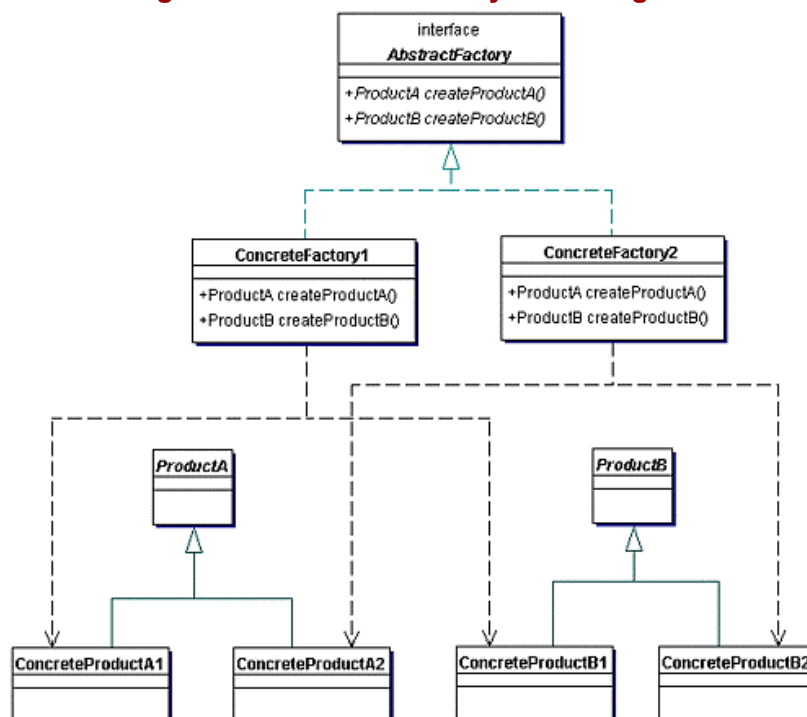 interface
AbstractFactory
+ProductA createProductA()
+ProductB createProductB()
ConcreteFactory1
+ProductA createProductA()
+ProductB createProductB()
ConcreteFactory2
+ProductA createProductA()
+ProductB createProductB()
ProductA
ProductB
ConcreteProductA1
ConcreteProductA2
ConcreteProductB1
ConcreteProductB2